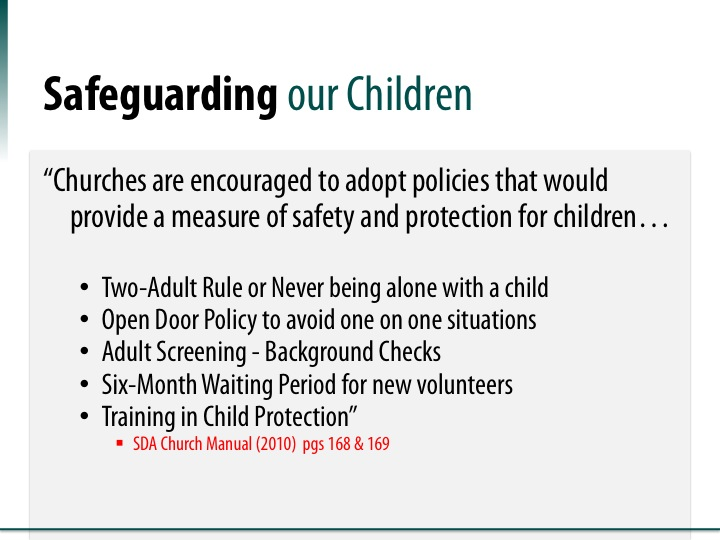 Safeguarding our Children
“Churches are encouraged to adopt policies that would
provide a measure of safety and protection for children…
• Two-Adult Rule or Never being alone with a child
• Open Door Policy to avoid one on one situations
• Adult Screening - Background Checks
• Six-Month Waiting Period for new volunteers
• Training in Child Protection”
▪ SDA Church Manual (2010) pgs 168 & 169